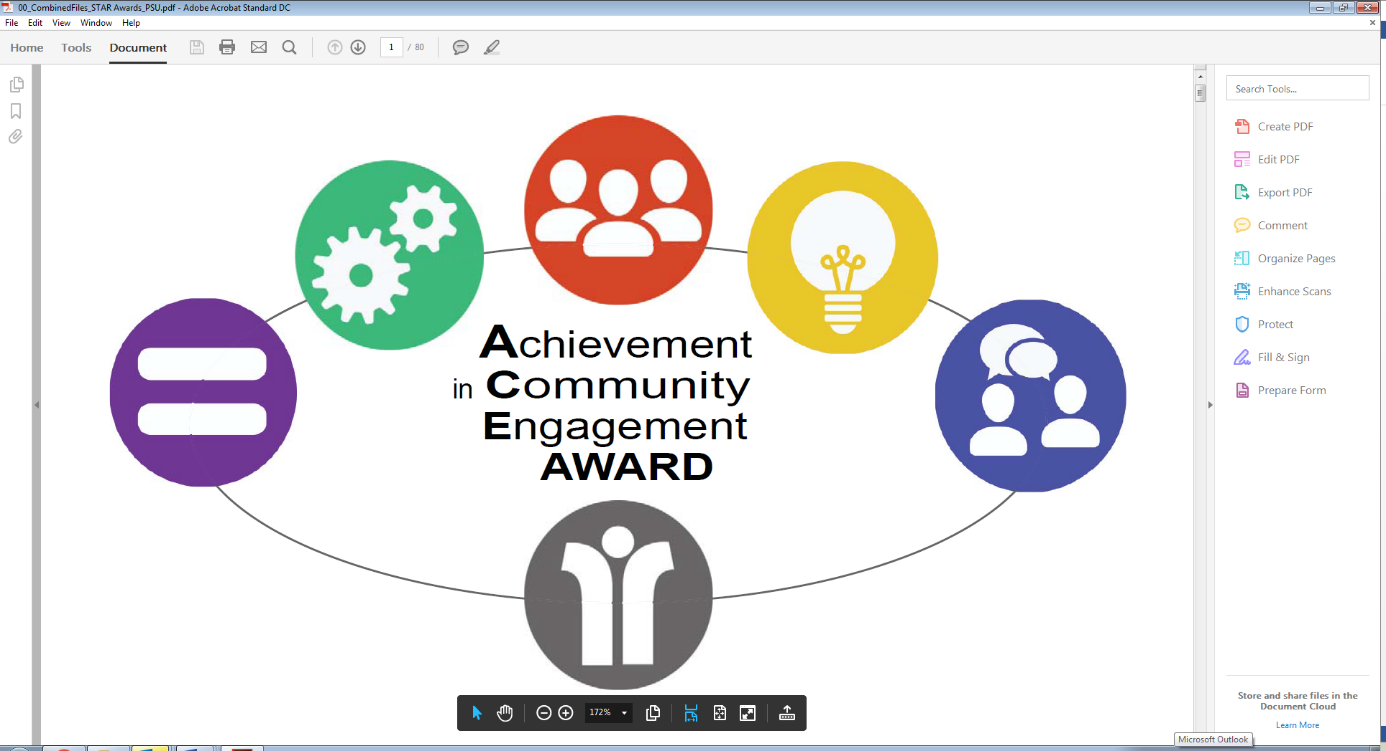 00_CombinedFiles_STAR Awards_PSU.pdf - Adobe Acrobat Standard DC
File Edit View Window Help
Home Tools Document 1 / 80
Search Tools...
Create PDF
Edit PDF
Export PDF
Comment
Organize Pages
Enhance Scans
Protect
Fill & Sign
Prepare Form
Achievement
in Community
Engagement
AWARD
172%
Store and share files in the
Document Cloud
Learn More
Microsoft Outlook